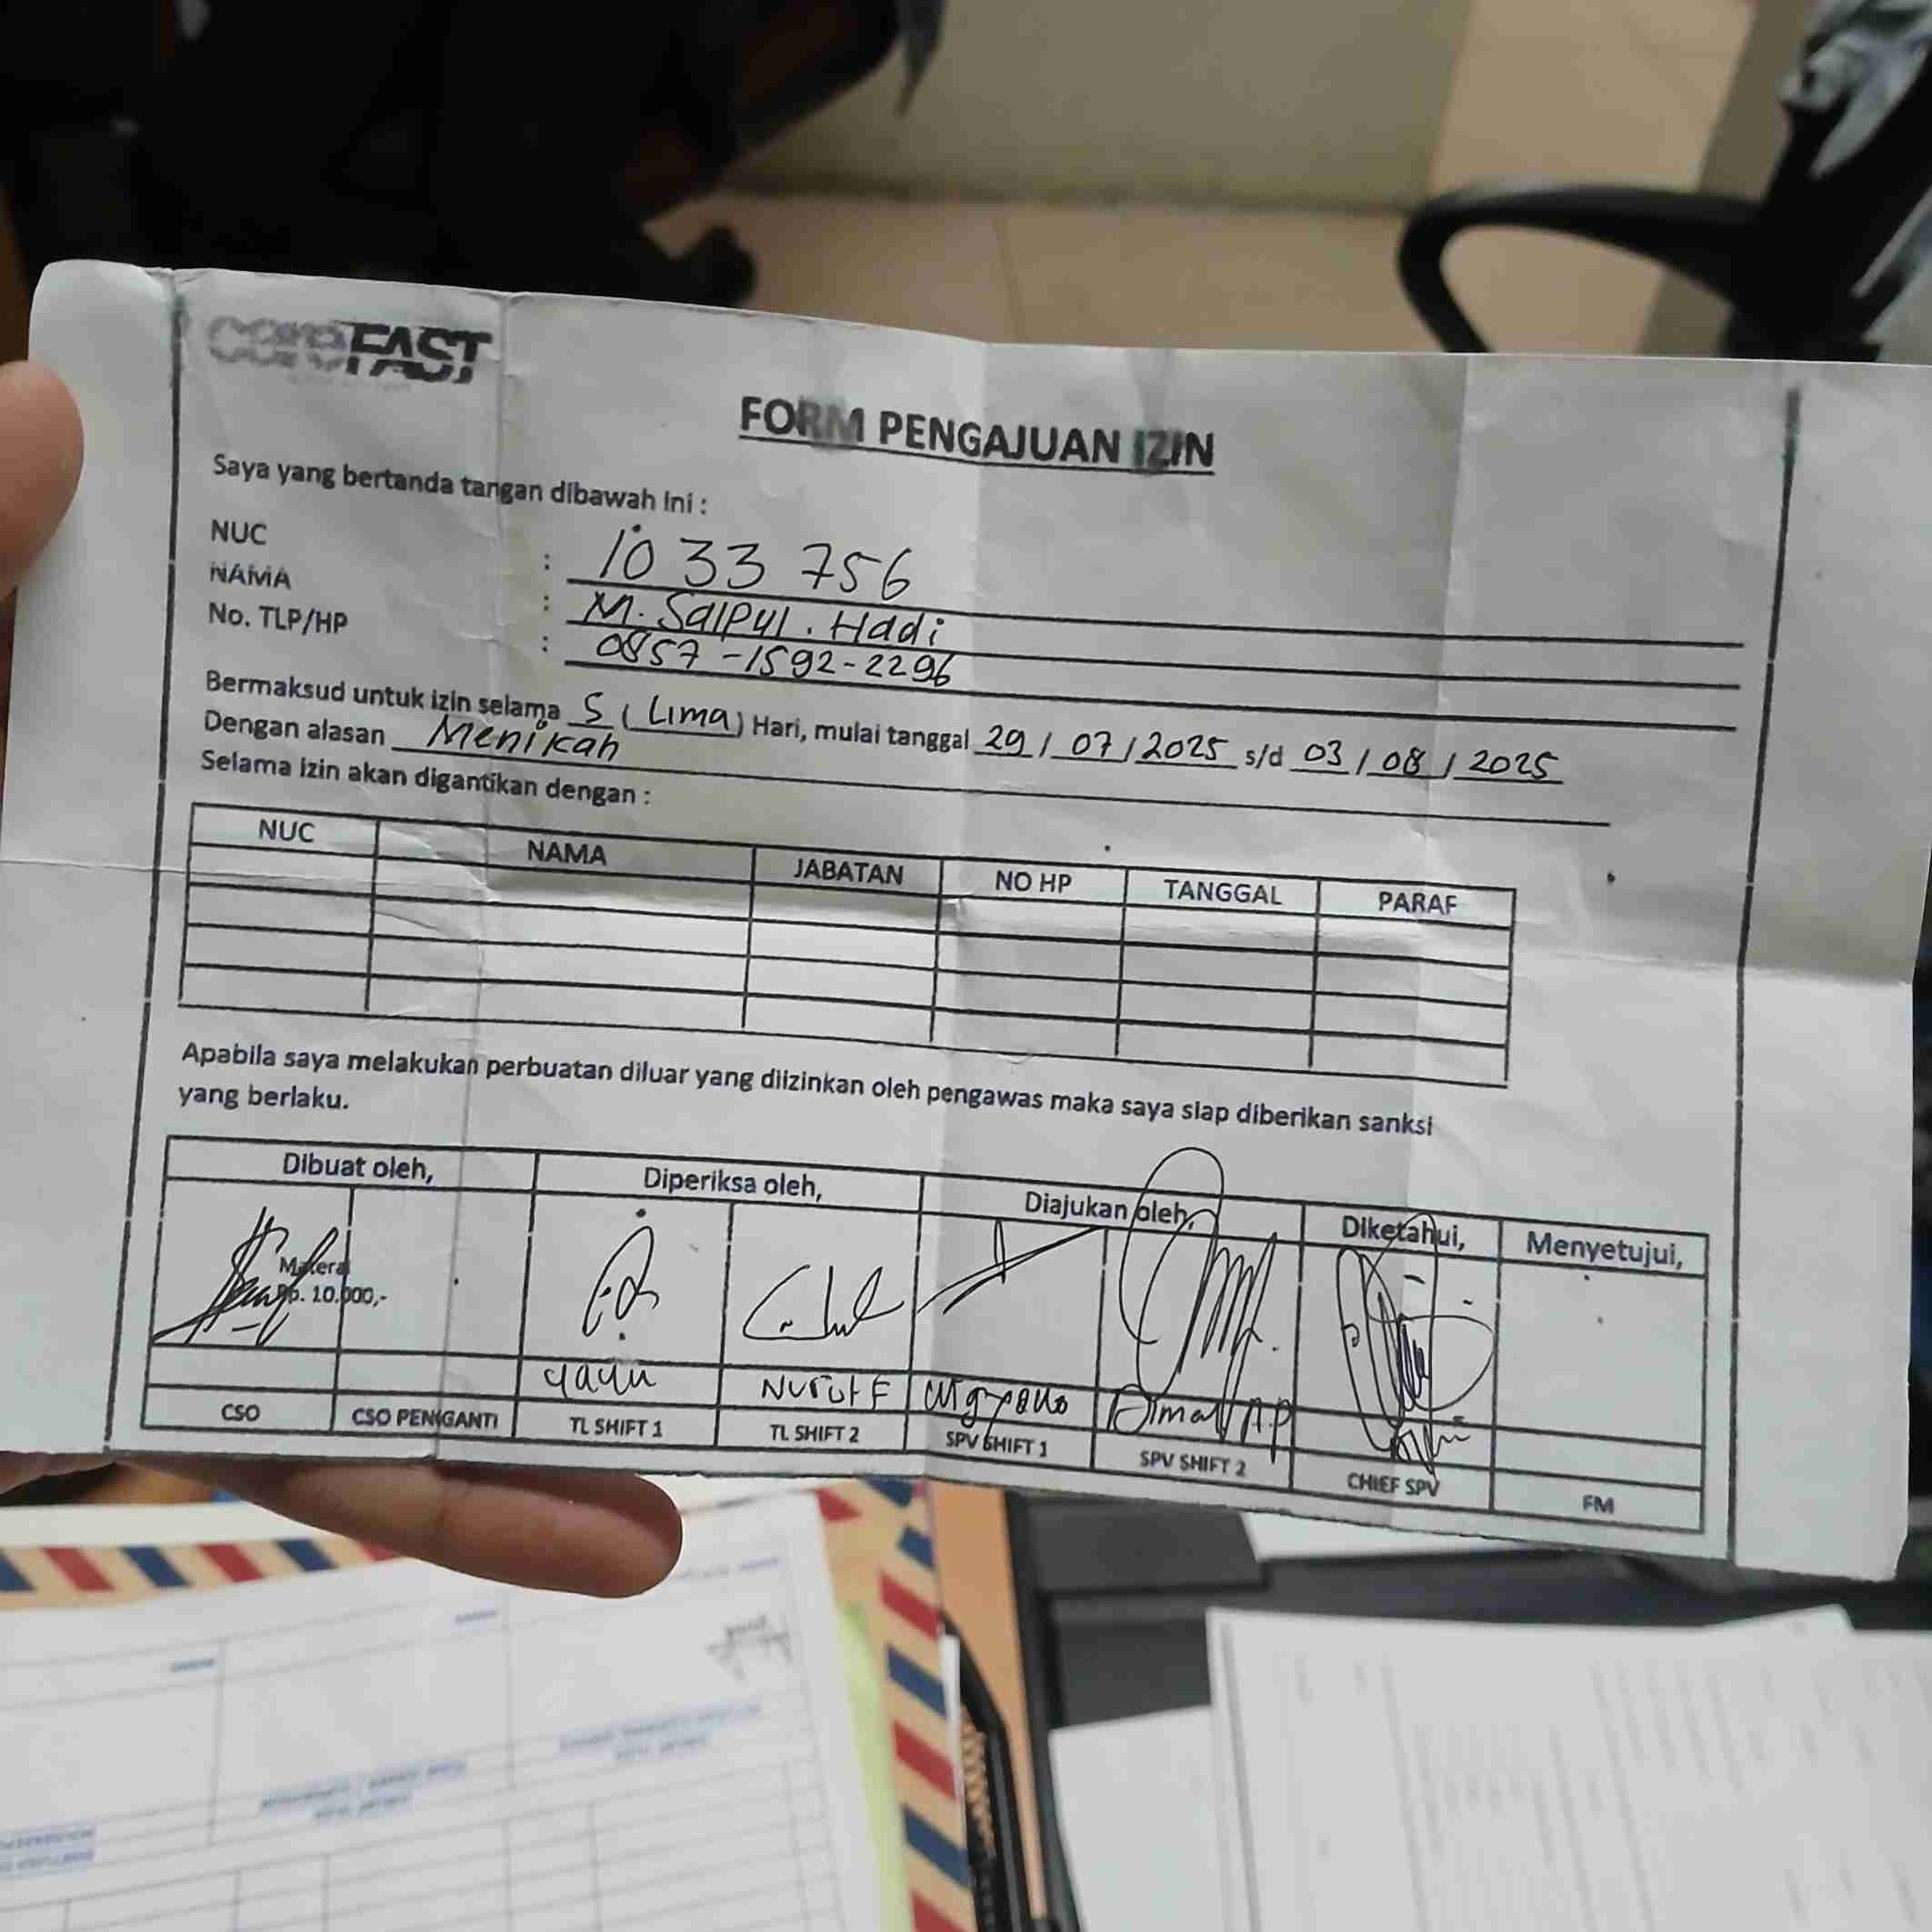 FAST
FORM PENGAJUAN IZIN
Saya yang bertanda tangan dibawah ini :
NUC : 1033 756
NAMA : M. Saipul. Hadi
No. TLP/HP : 0857-1592-2296
Bermaksud untuk izin selama 5 (Lima) Hari, mulai tanggal 29 / 07 / 2025 s/d 03 / 08 / 2025
Dengan alasan Menikah
Selama izin akan digantikan dengan :
NUC NAMA JABATAN NO HP TANGGAL PARAF
Apabila saya melakukan perbuatan diluar yang diizinkan oleh pengawas maka saya siap diberikan sanksi
yang berlaku.
Dibuat oleh, Diperiksa oleh, Diajukan oleh, Diketahui, Menyetujui,
Materai
Rp. 10.000,-
yayu Nurul F Dimas A.P
CSO CSO PENGGANTI TL SHIFT 1 TL SHIFT 2 SPV SHIFT 1 SPV SHIFT 2 CHIEF SPV FM